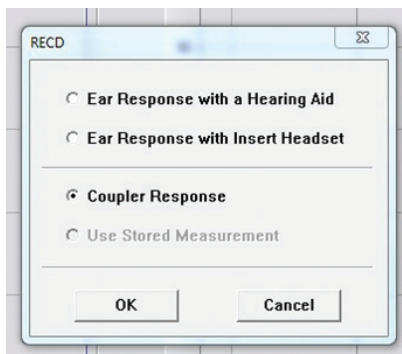 RECD
Ear Response with a Hearing Aid
Ear Response with Insert Headset
Coupler Response
Use Stored Measurement
OK Cancel